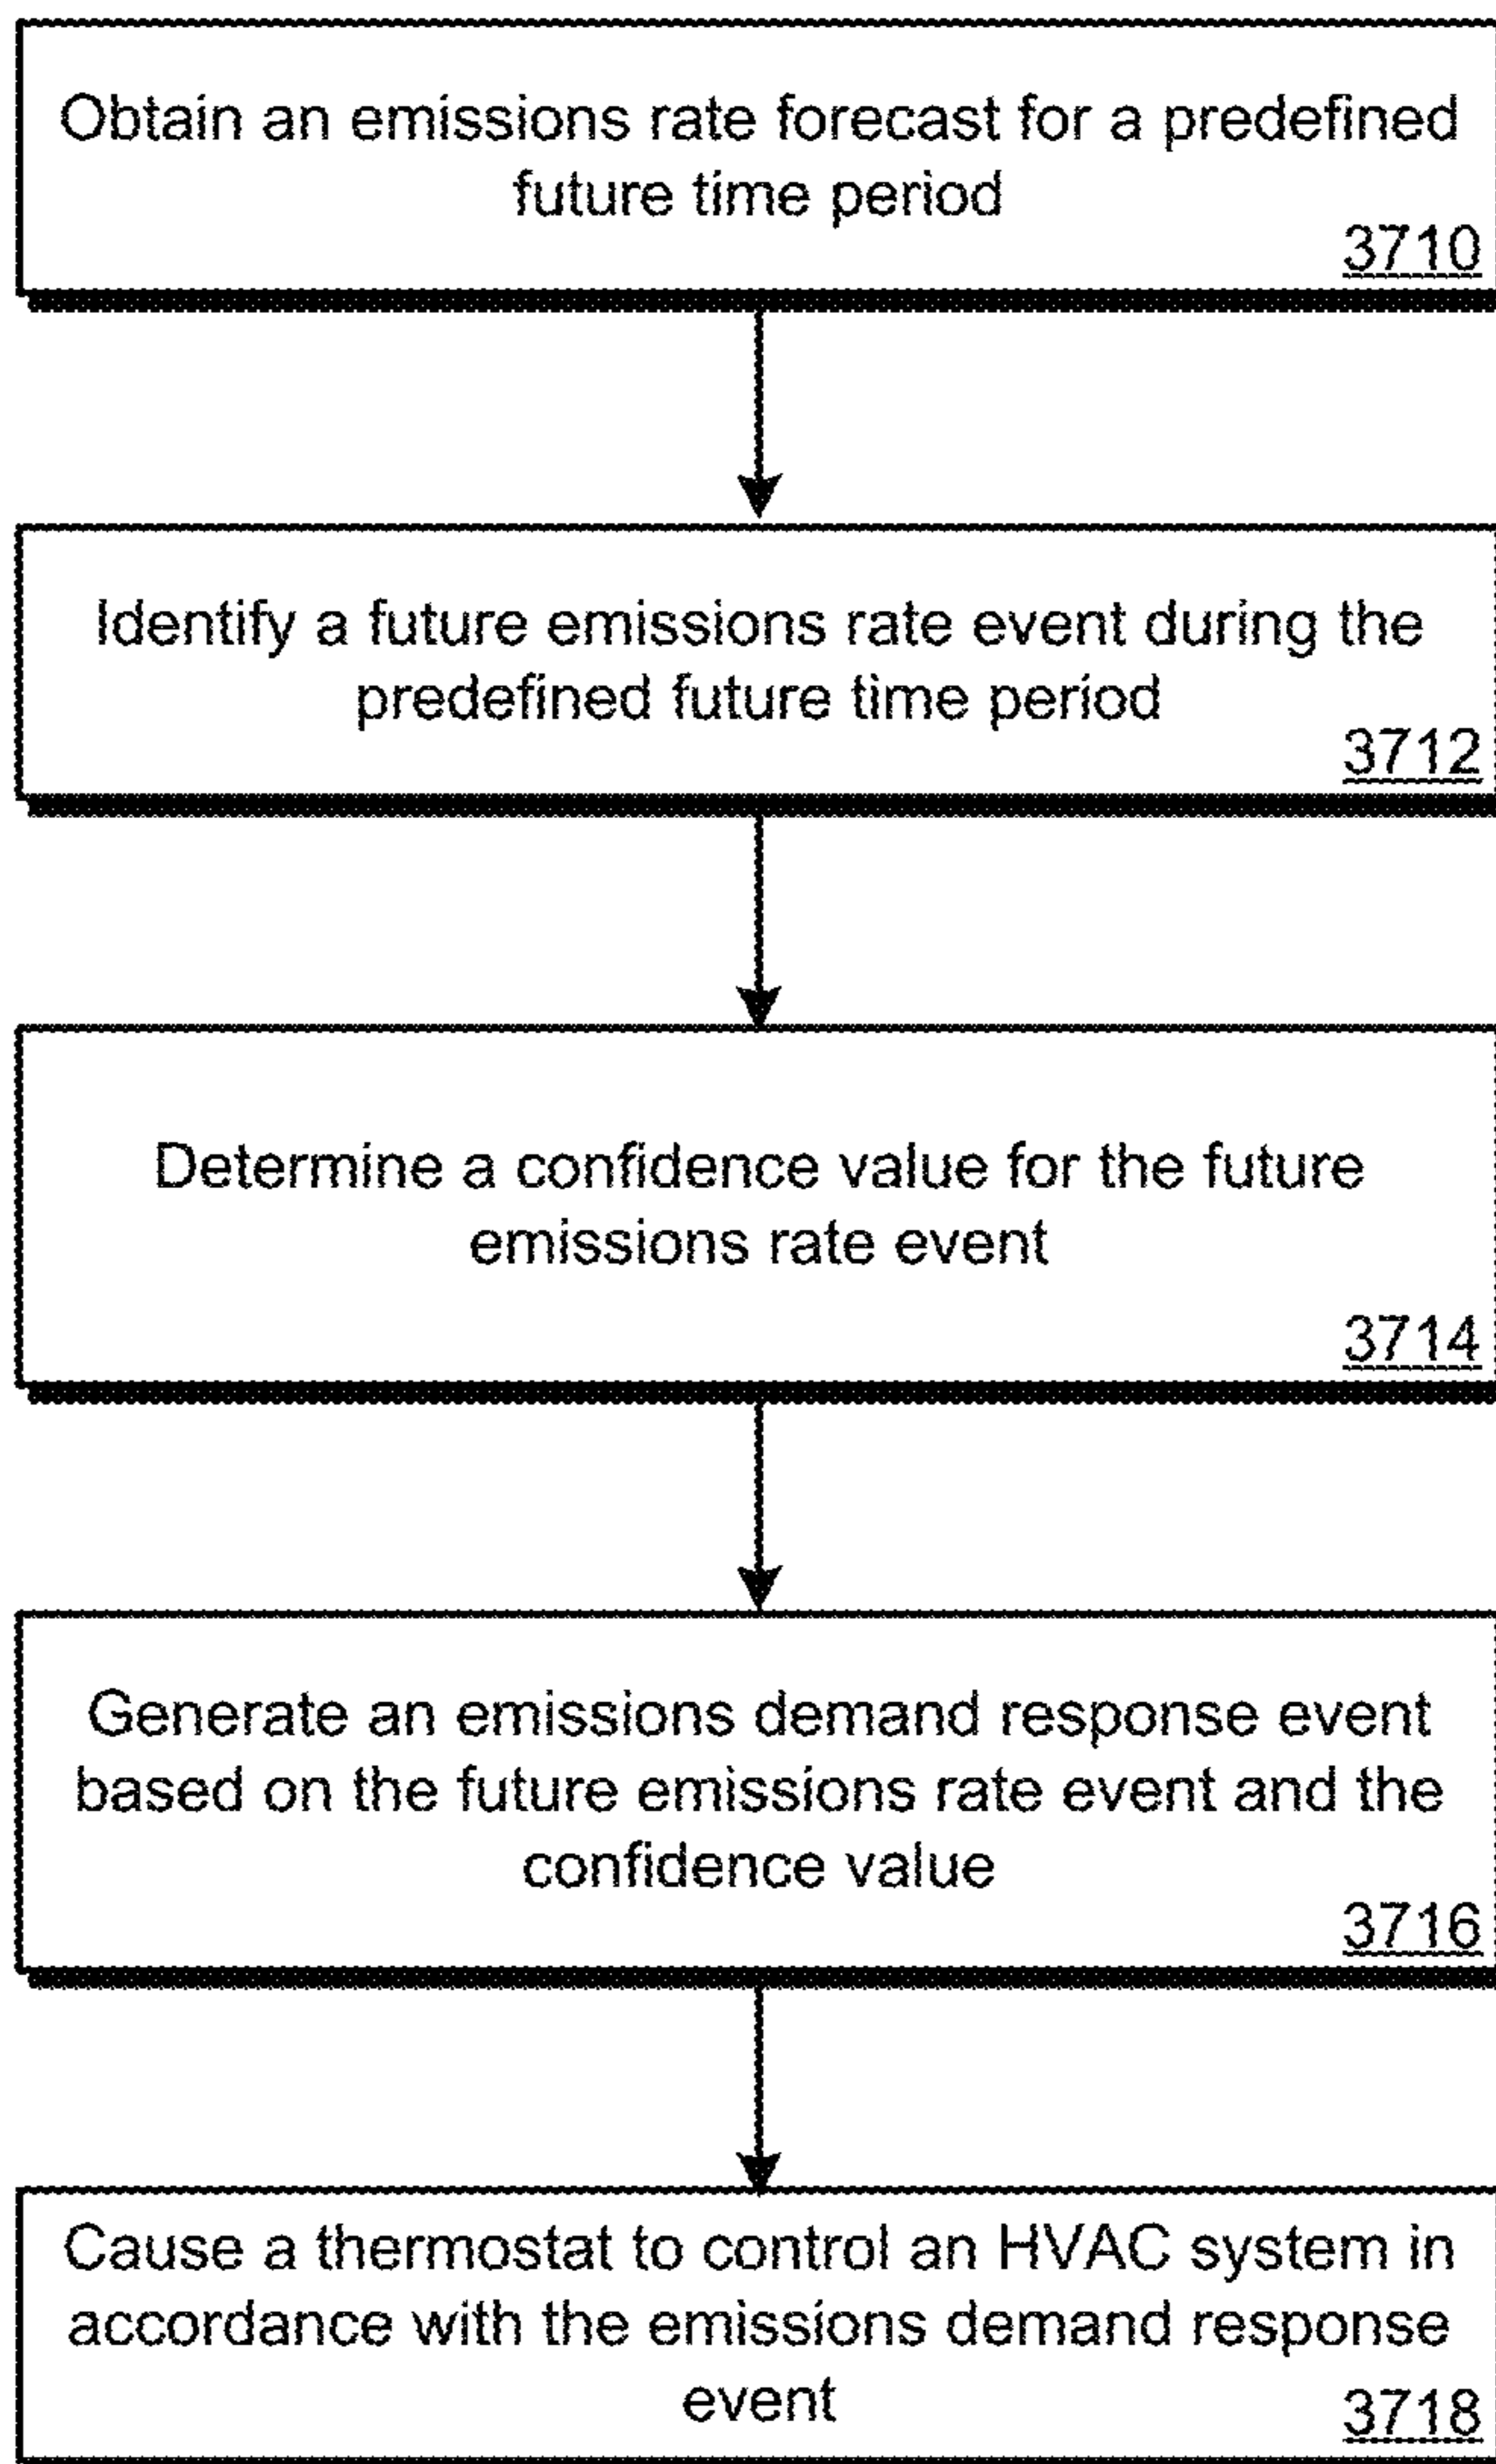 Obtain an emissions rate forecast for a predefined
future time period
3710
Identify a future emissions rate event during the
predefined future time period
3712
Determine a confidence value for the future
emissions rate event
3714
Generate an emissions demand response event
based on the future emissions rate event and the
confidence value
3716
Cause a thermostat to control an HVAC system in
accordance with the emissions demand response
event
3718